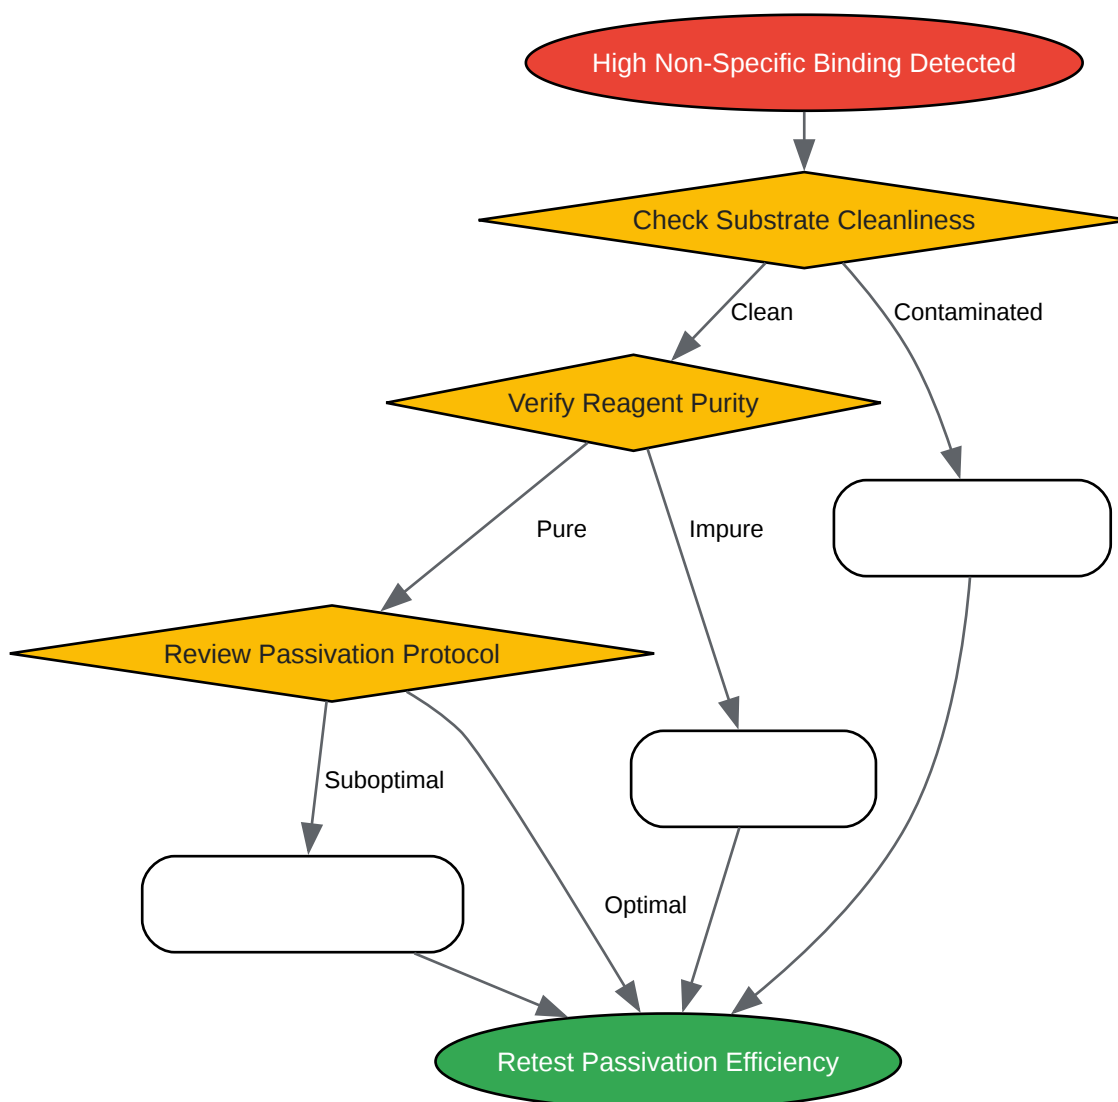 High Non-Specific Binding Detected
Check Substrate Cleanliness
Clean
Contaminated
Verify Reagent Purity
Pure
Impure
Review Passivation Protocol
Suboptimal
Optimal
Retest Passivation Efficiency